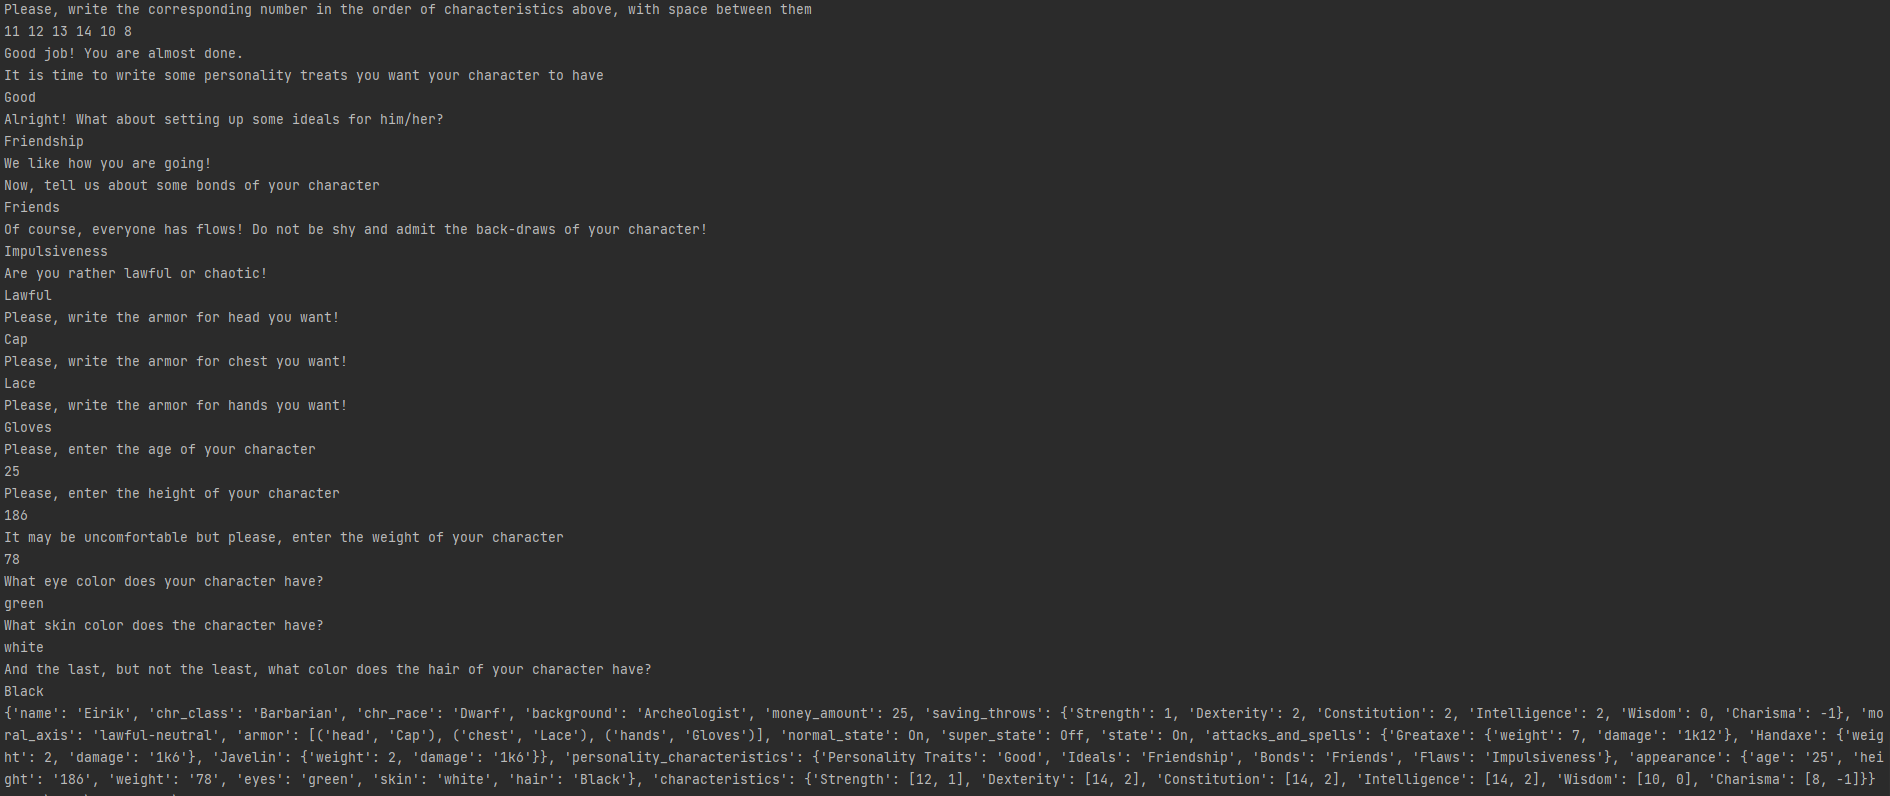 Please, write the corresponding number in the order of characteristics above, with space between them
11 12 13 14 10 8
Good job! You are almost done.
It is time to write some personality treats you want your character to have
Good
Alright! What about setting up some ideals for him/her?
Friendship
We like how you are going!
Now, tell us about some bonds of your character
Friends
Of course, everyone has flows! Do not be shy and admit the back-draws of your character!
Impulsiveness
Are you rather lawful or chaotic!
Lawful
Please, write the armor for head you want!
Cap
Please, write the armor for chest you want!
Lace
Please, write the armor for hands you want!
Gloves
Please, enter the age of your character
25
Please, enter the height of your character
186
It may be uncomfortable but please, enter the weight of your character
78
What eye color does your character have?
green
What skin color does the character have?
white
And the last, but not the least, what color does the hair of your character have?
Black
{'name': 'Eirik', 'chr_class': 'Barbarian', 'chr_race': 'Dwarf', 'background': 'Archeologist', 'money_amount': 25, 'saving_throws': {'Strength': 1, 'Dexterity': 2, 'Constitution': 2, 'Intelligence': 2, 'Wisdom': 0, 'Charisma': -1}, 'mo
ral_axis': 'lawful-neutral', 'armor': [('head', 'Cap'), ('chest', 'Lace'), ('hands', 'Gloves')], 'normal_state': On, 'super_state': Off, 'state': On, 'attacks_and_spells': {'Greataxe': {'weight': 7, 'damage': '1k12'}, 'Handaxe': {'weig
ht': 2, 'damage': '1k6'}, 'Javelin': {'weight': 2, 'damage': '1k6'}}, 'personality_characteristics': {'Personality Traits': 'Good', 'Ideals': 'Friendship', 'Bonds': 'Friends', 'Flaws': 'Impulsiveness'}, 'appearance': {'age': '25', 'hei
ght': '186', 'weight': '78', 'eyes': 'green', 'skin': 'white', 'hair': 'Black'}, 'characteristics': {'Strength': [12, 1], 'Dexterity': [14, 2], 'Constitution': [14, 2], 'Intelligence': [14, 2], 'Wisdom': [10, 0], 'Charisma': [8, -1]}}